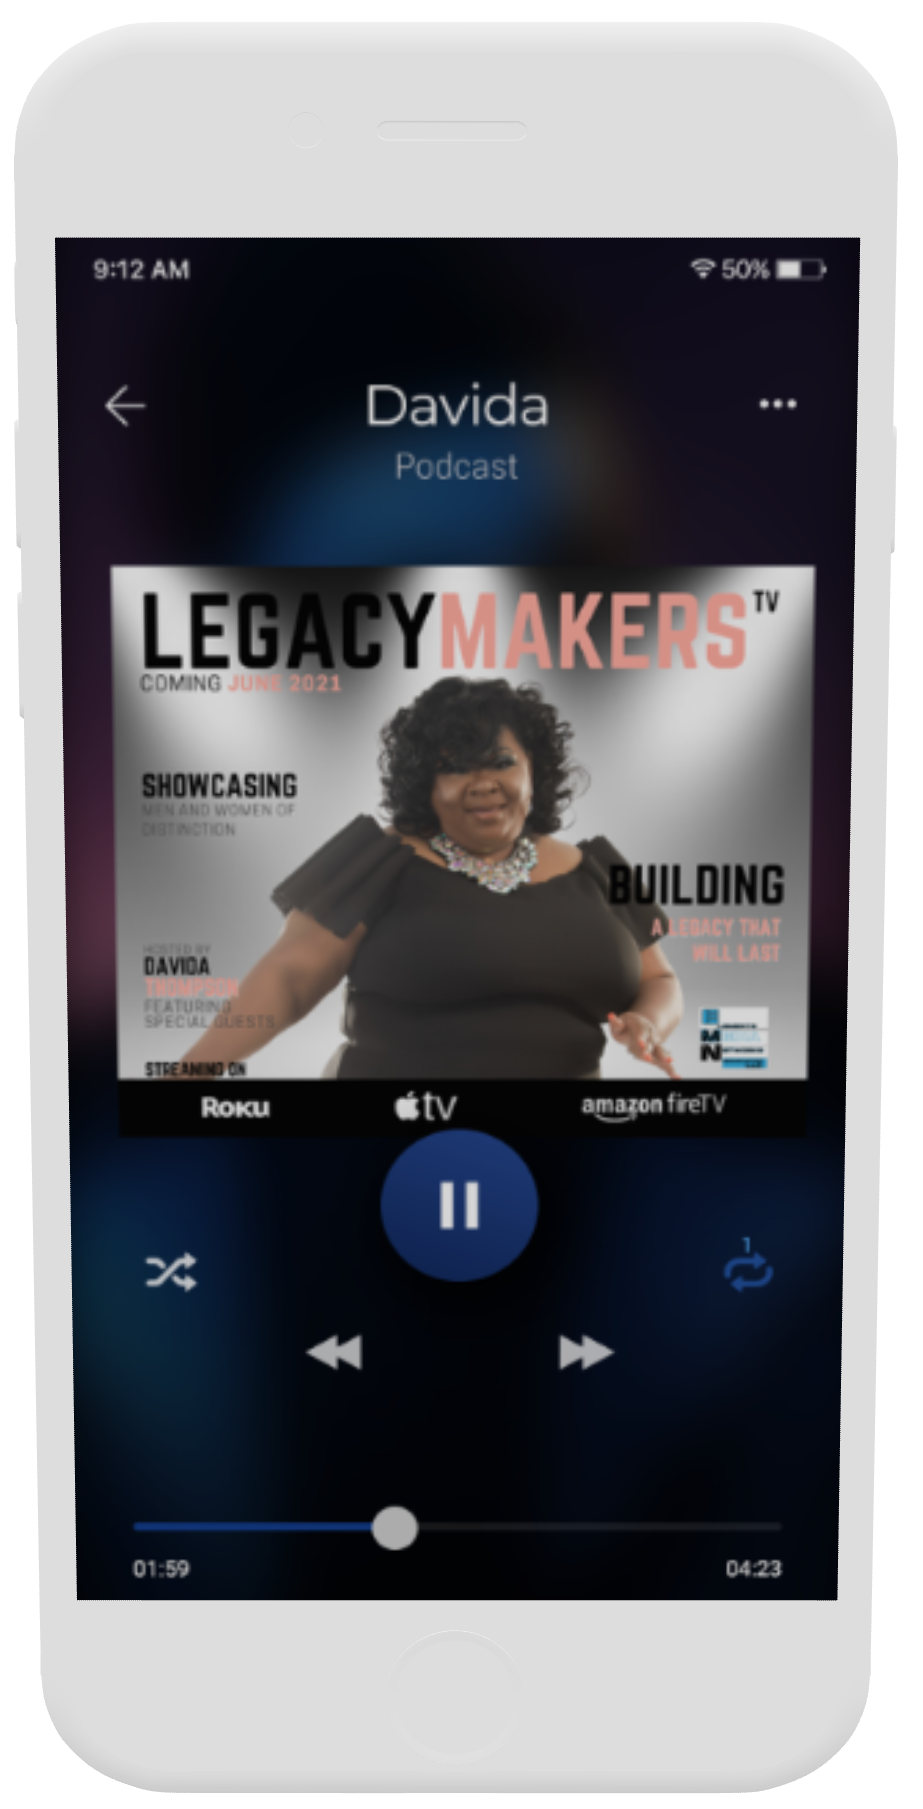 9:12 AM 50%
Davida
Podcast
LEGACYMAKERS TV
COMING JUNE 2021
SHOWCASING
MEN AND WOMEN OF
DISTINCTION
BUILDING
A LEGACY THAT
WILL LAST
HOSTED BY
DAVIDA
THOMPSON
FEATURING
SPECIAL GUESTS
STREAMING ON
ROKU tv amazon fireTV
1
01:59 04:23